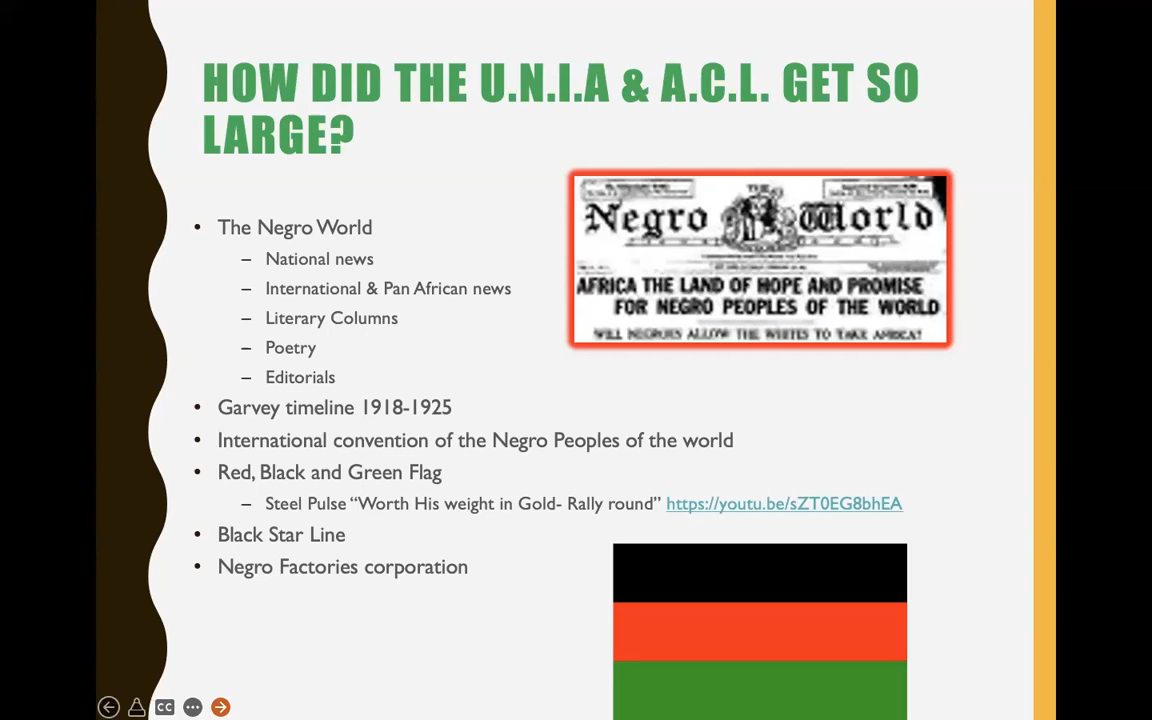 HOW DID THE U.N.I.A & A.C.L. GET SO
LARGE?
• The Negro World
– National news
– International & Pan African news
– Literary Columns
– Poetry
– Editorials
• Garvey timeline 1918-1925
• International convention of the Negro Peoples of the world
• Red, Black and Green Flag
– Steel Pulse “Worth His weight in Gold- Rally round” https://youtu.be/sZT0EG8bhEA
• Black Star Line
• Negro Factories corporation
THE
Negro World
AFRICA THE LAND OF HOPE AND PROMISE
FOR NEGRO PEOPLES OF THE WORLD
WILL NEGROES ALLOW THE WHITES TO TAKE AFRICA?
CC